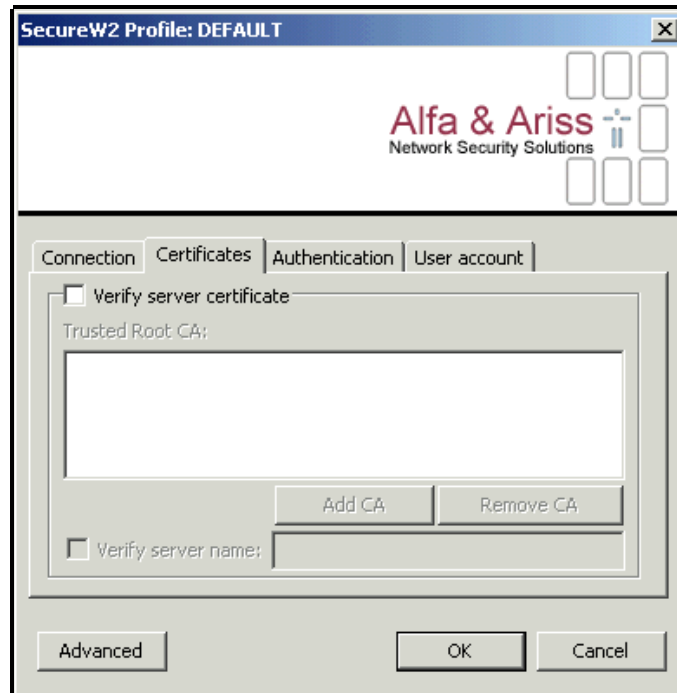 SecureW2 Profile: DEFAULT
Alfa & Ariss
Network Security Solutions
Connection Certificates Authentication User account
Verify server certificate
Trusted Root CA:
Add CA Remove CA
Verify server name:
Advanced OK Cancel